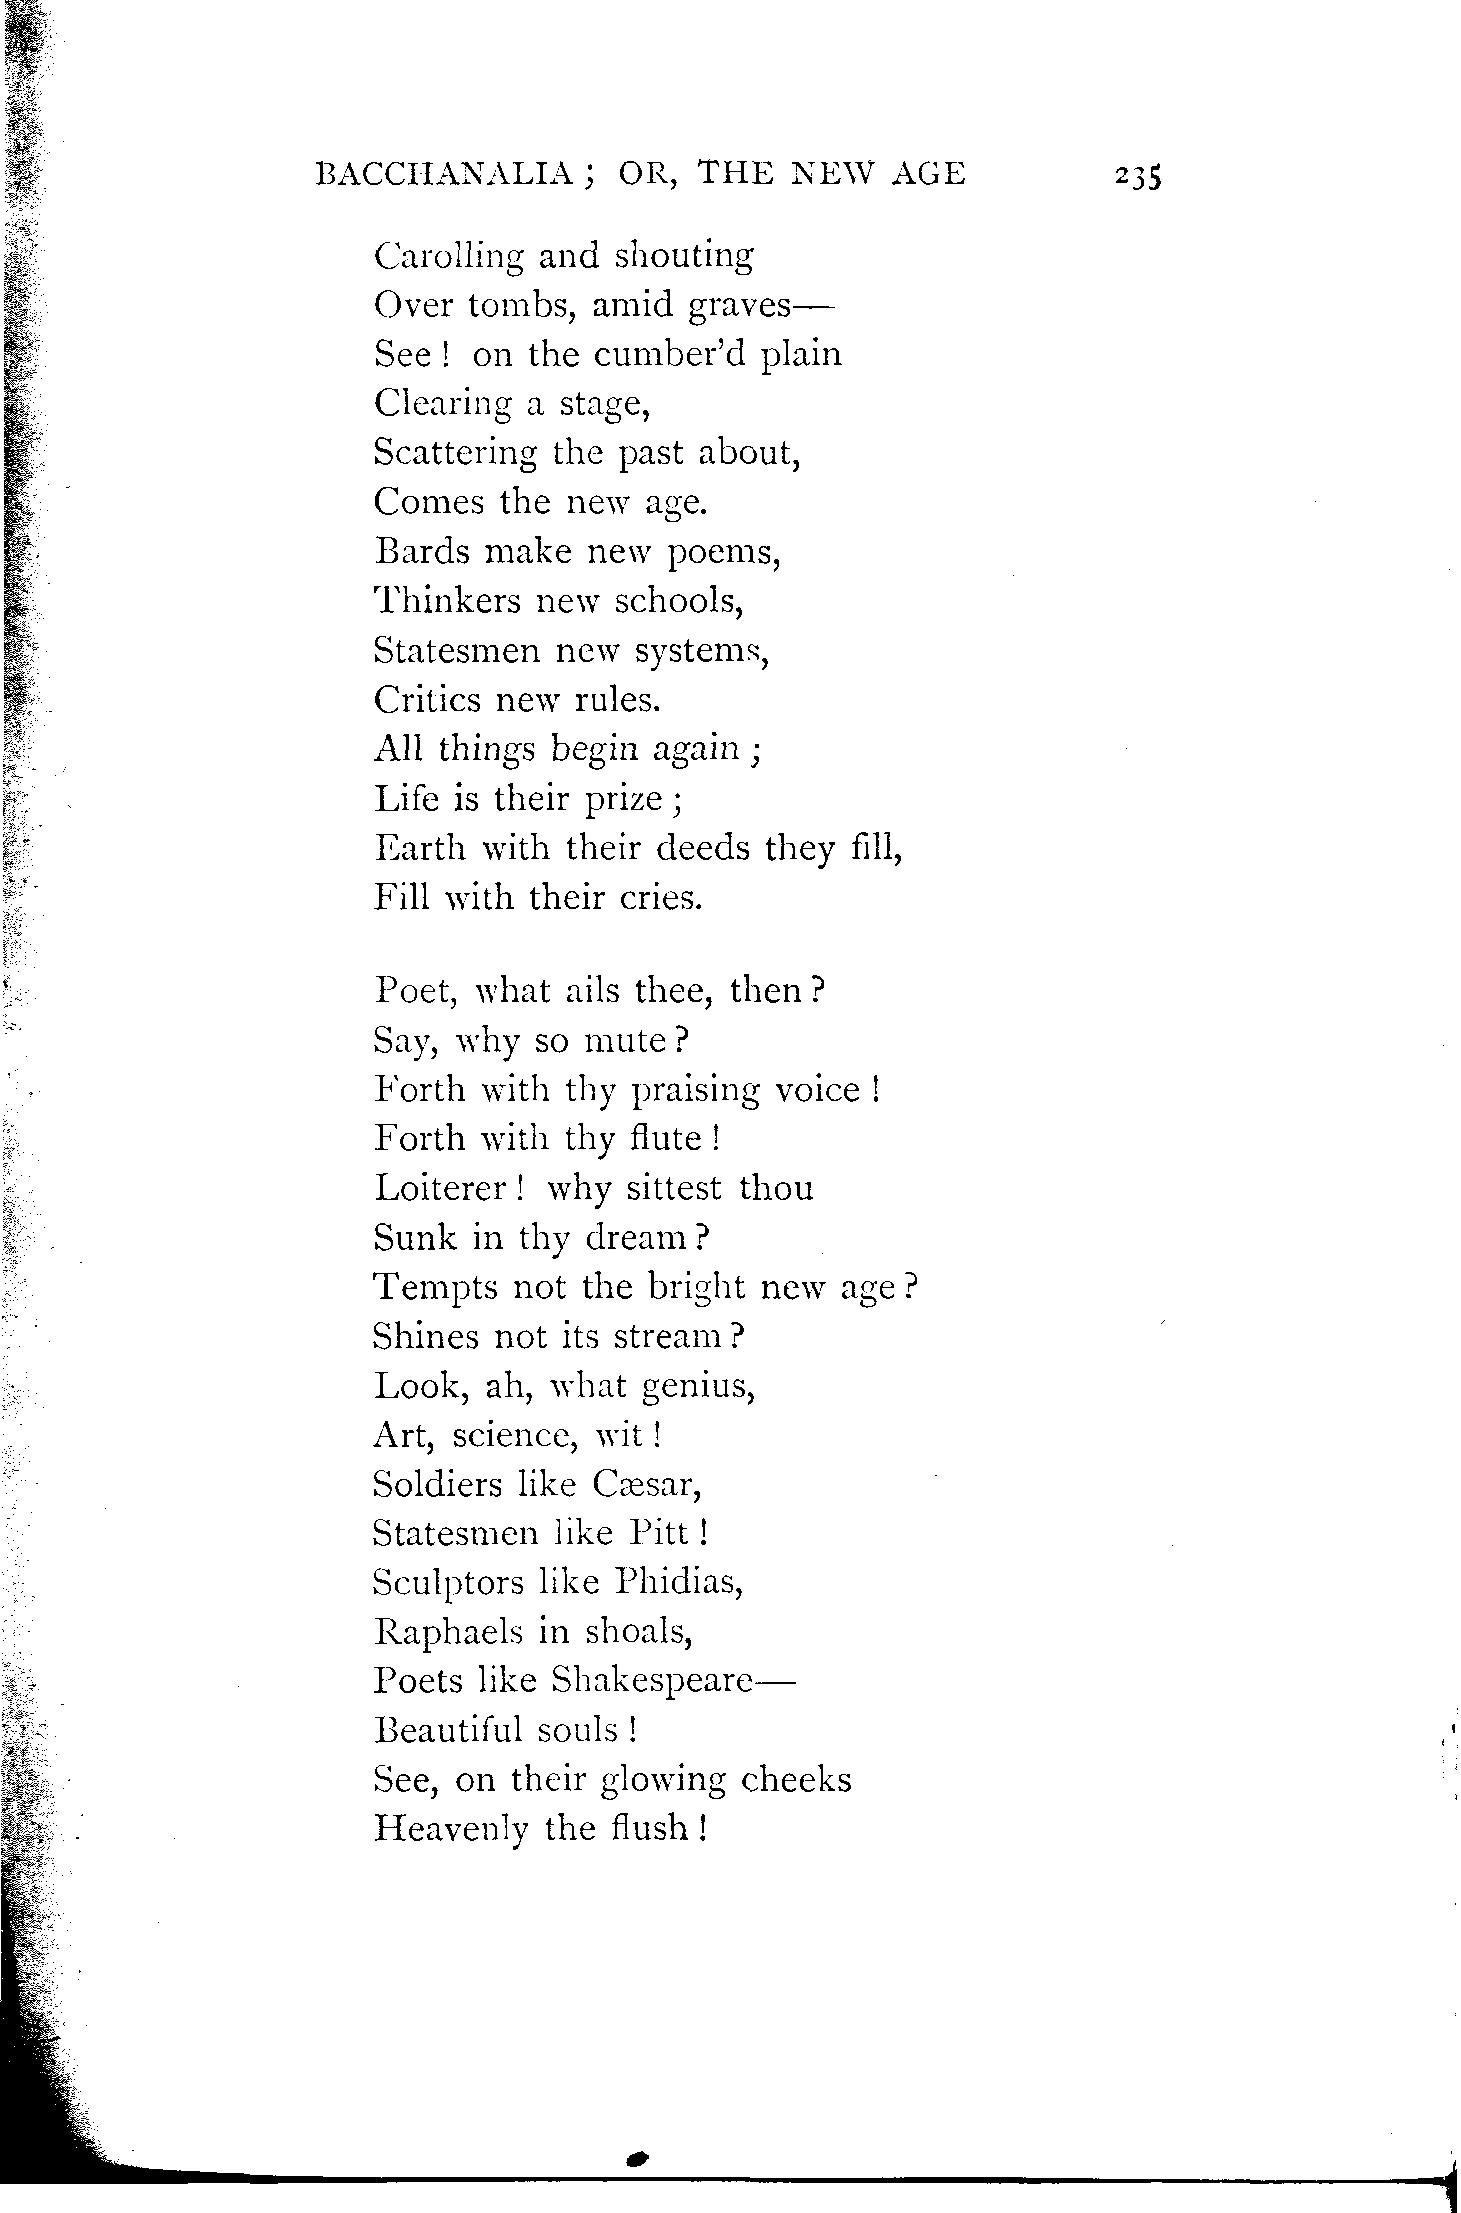 BACCHANALIA ; OR, THE NEW AGE 235
Carolling and shouting
Over tombs, amid graves—
See ! on the cumber'd plain
Clearing a stage,
Scattering the past about,
Comes the new age.
Bards make new poems,
Thinkers new schools,
Statesmen new systems,
Critics new rules.
All things begin again ;
Life is their prize ;
Earth with their deeds they fill,
Fill with their cries.
Poet, what ails thee, then ?
Say, why so mute ?
Forth with thy praising voice !
Forth with thy flute !
Loiterer ! why sittest thou
Sunk in thy dream ?
Tempts not the bright new age ?
Shines not its stream ?
Look, ah, what genius,
Art, science, wit !
Soldiers like Cæsar,
Statesmen like Pitt !
Sculptors like Phidias,
Raphaels in shoals,
Poets like Shakespeare—
Beautiful souls !
See, on their glowing cheeks
Heavenly the flush !